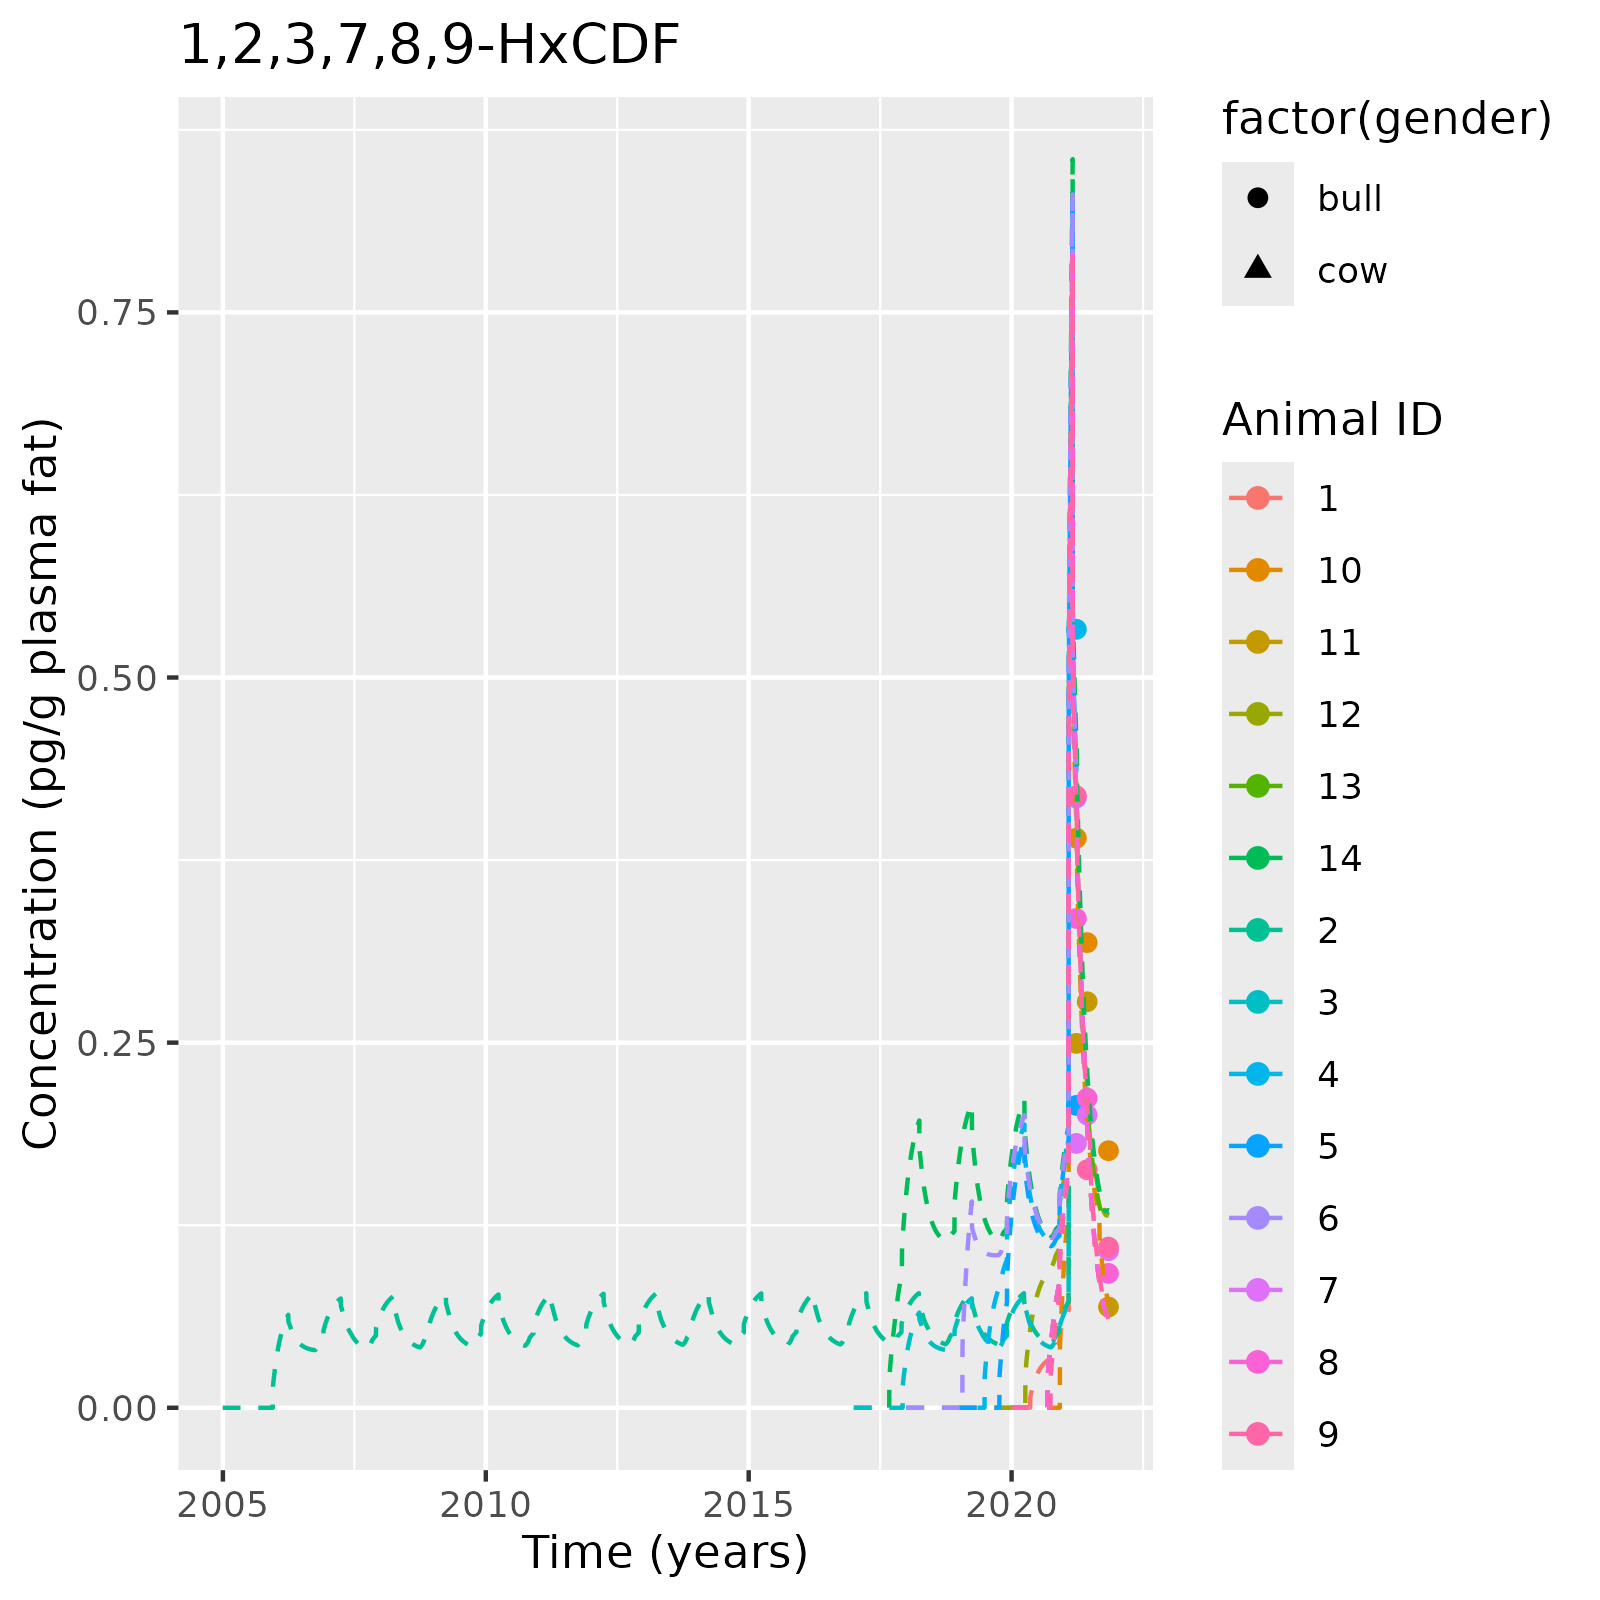 1,2,3,7,8,9-HxCDF
factor(gender)
bull
cow
Animal ID
1
10
11
12
13
14
2
3
4
5
6
7
8
9
Concentration (pg/g plasma fat)
0.75
0.50
0.25
0.00
2005 2010 2015 2020
Time (years)